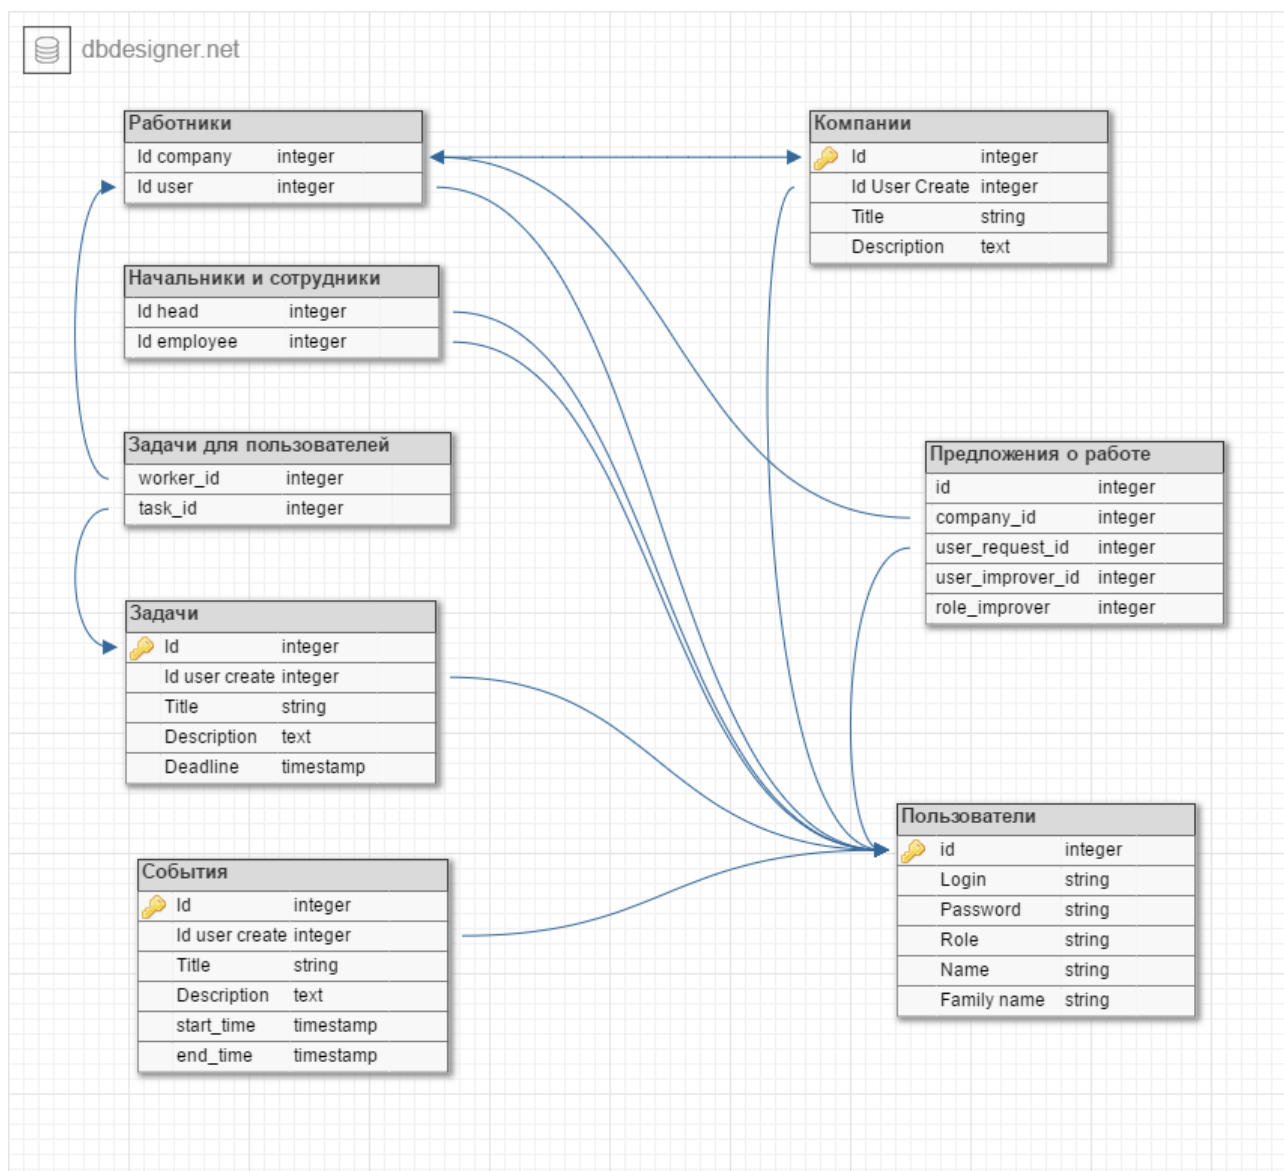 dbdesigner.net
Работники
Id company integer
Id user integer
Компании
Id integer
Id User Create integer
Title string
Description text
Начальники и сотрудники
Id head integer
Id employee integer
Задачи для пользователей
worker_id integer
task_id integer
Предложения о работе
id integer
company_id integer
user_request_id integer
user_improver_id integer
role_improver integer
Задачи
Id integer
Id user create integer
Title string
Description text
Deadline timestamp
Пользователи
id integer
Login string
Password string
Role string
Name string
Family name string
События
Id integer
Id user create integer
Title string
Description text
start_time timestamp
end_time timestamp